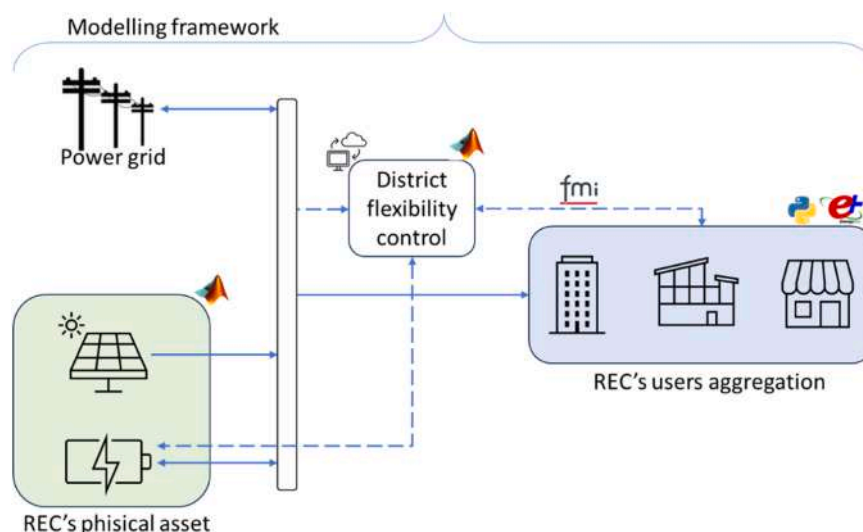 Modelling framework
Power grid
District
flexibility
control
fmi
e+
REC's users aggregation
REC's phisical asset